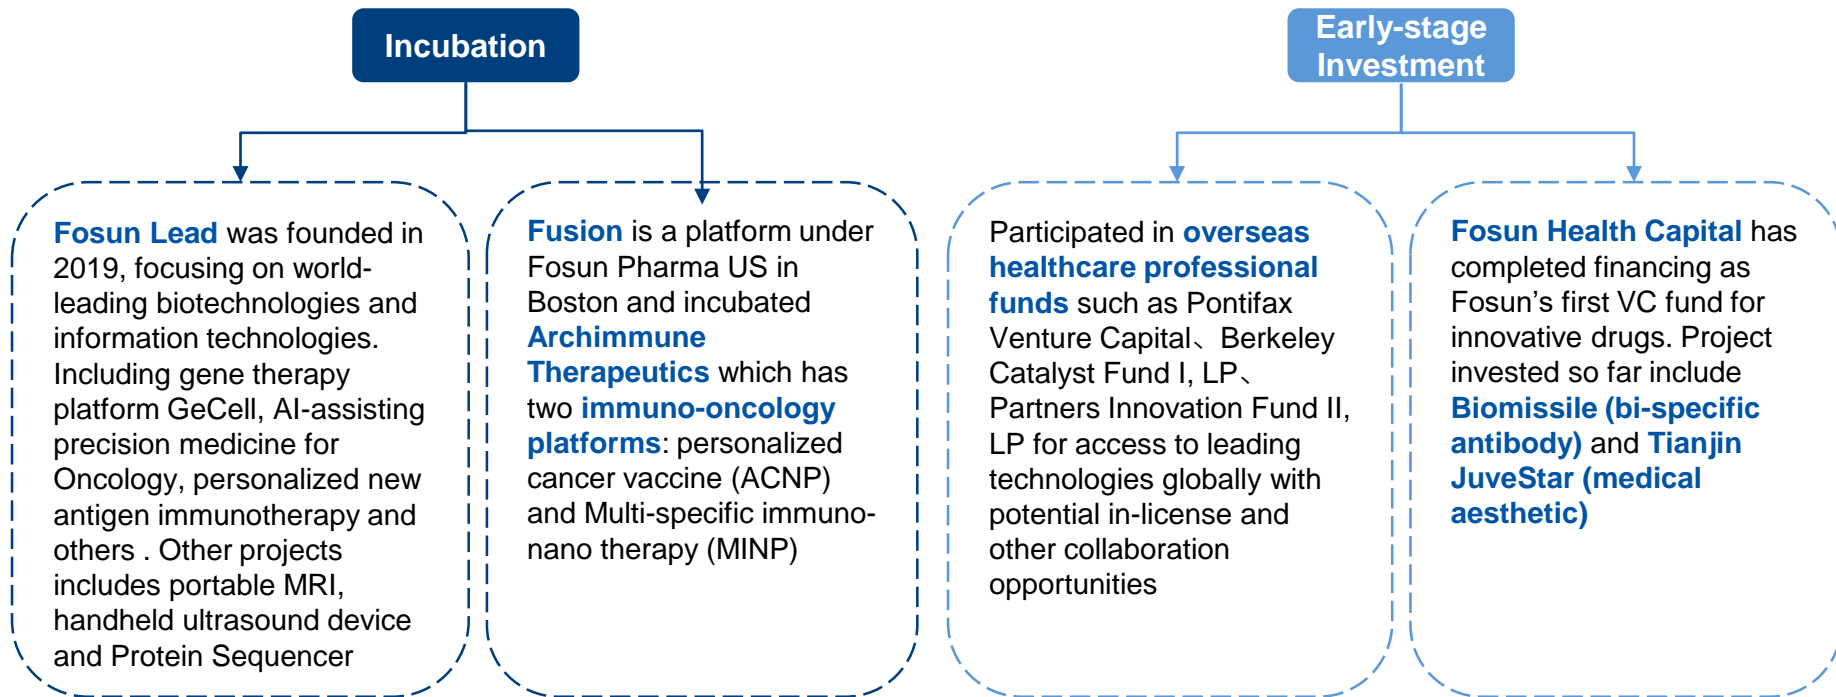 Incubation
Early-stage
Investment
Fosun Lead was founded in
2019, focusing on world-
leading biotechnologies and
information technologies.
Including gene therapy
platform GeCell, AI-assisting
precision medicine for
Oncology, personalized new
antigen immunotherapy and
others . Other projects
includes portable MRI,
handheld ultrasound device
and Protein Sequencer
Fusion is a platform under
Fosun Pharma US in
Boston and incubated
Archimmune
Therapeutics which has
two immuno-oncology
platforms: personalized
cancer vaccine (ACNP)
and Multi-specific immuno-
nano therapy (MINP)
Participated in overseas
healthcare professional
funds such as Pontifax
Venture Capital、Berkeley
Catalyst Fund I, LP、
Partners Innovation Fund II,
LP for access to leading
technologies globally with
potential in-license and
other collaboration
opportunities
Fosun Health Capital has
completed financing as
Fosun’s first VC fund for
innovative drugs. Project
invested so far include
Biomissile (bi-specific
antibody) and Tianjin
JuveStar (medical
aesthetic)